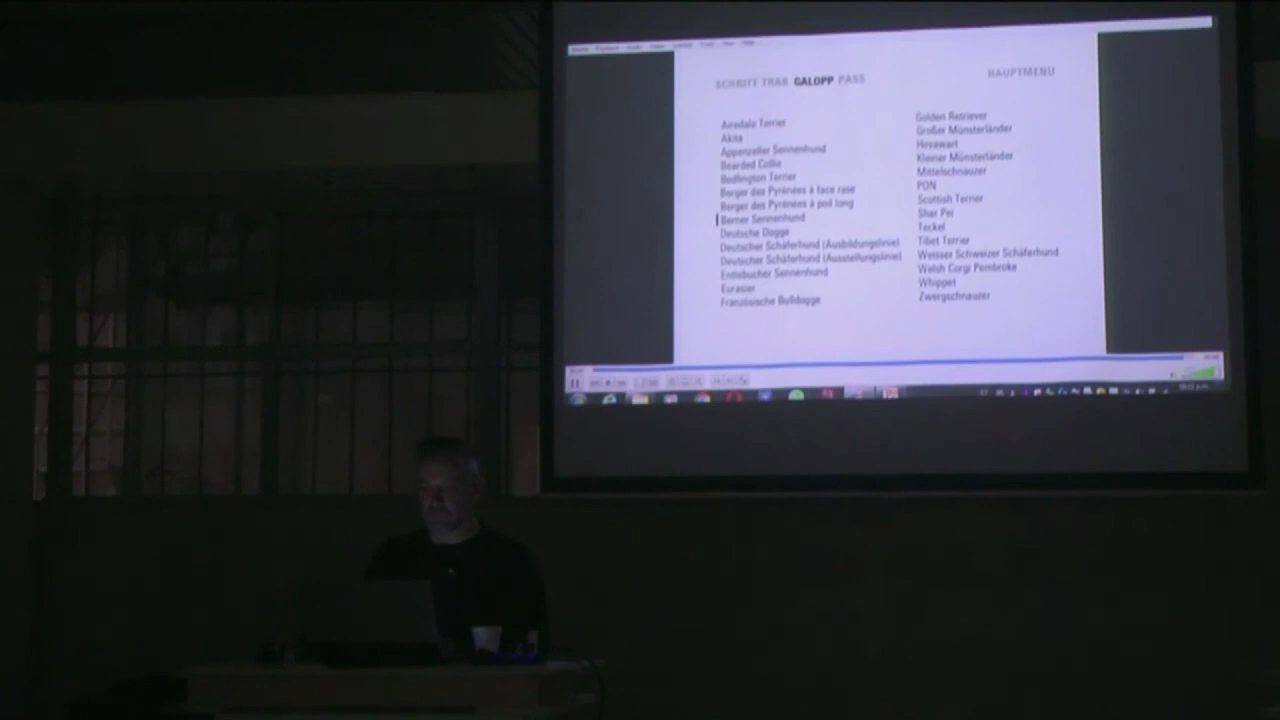 SCHRITT TRAB GALOPP PASS
HAUPTMENU
Airedale Terrier
Akita
Appenzeller Sennenhund
Bearded Collie
Bedlington Terrier
Berger des Pyrénées à face rase
Berger des Pyrénées à poil long
Berner Sennenhund
Deutsche Dogge
Deutscher Schäferhund (Ausbildungslinie)
Deutscher Schäferhund (Ausstellungslinie)
Entlebucher Sennenhund
Eurasier
Französische Bulldogge
Golden Retriever
Großer Münsterländer
Hovawart
Kleiner Münsterländer
Mittelschnauzer
PON
Scottish Terrier
Shar Pei
Teckel
Tibet Terrier
Weisser Schweizer Schäferhund
Welsh Corgi Pembroke
Whippet
Zwergschnauzer